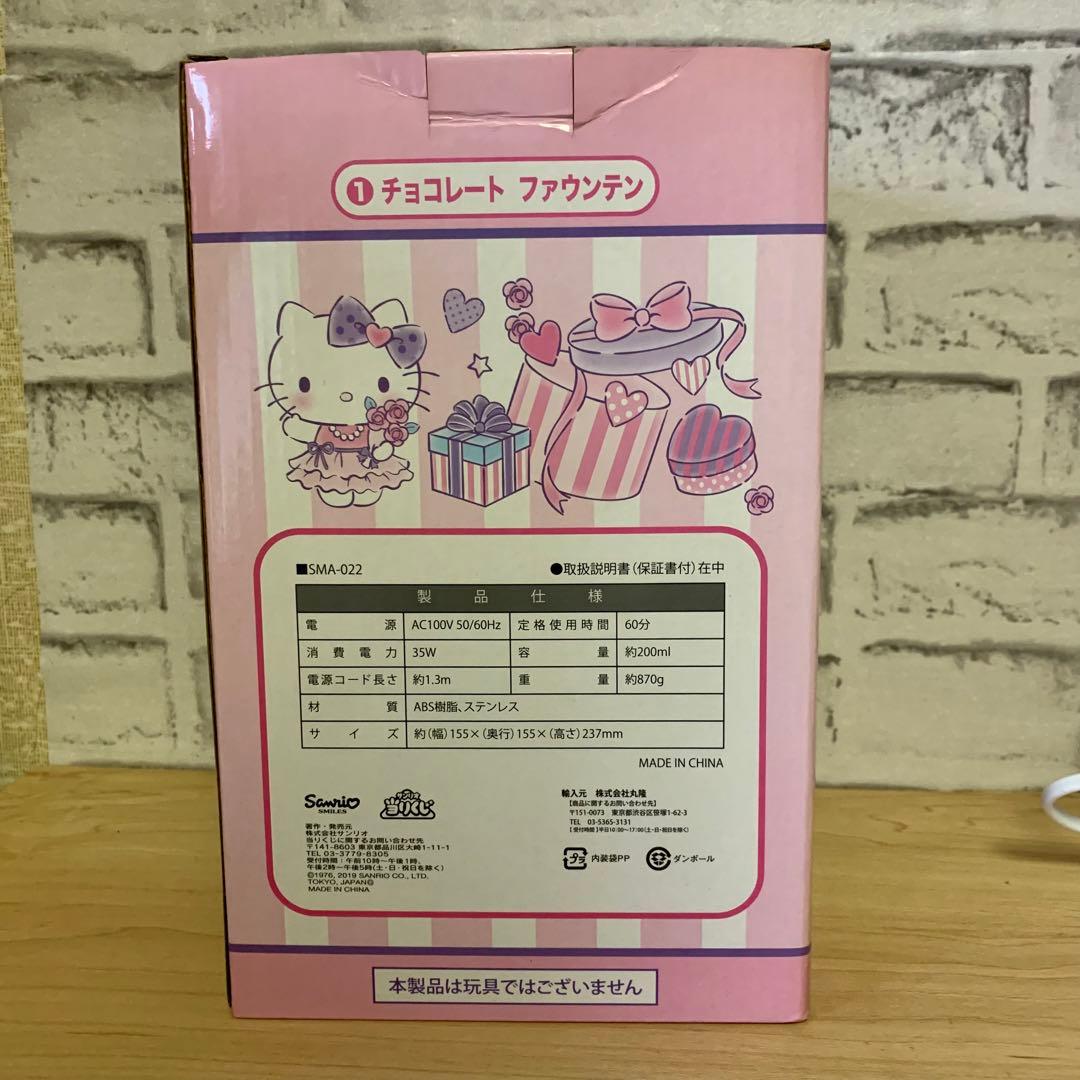 1 チョコレート ファウンテン
■SMA-022 ●取扱説明書(保証書付)在中
製品仕様
電源 AC100V 50/60Hz 定格使用時間 60分
消費電力 35W 容量 約200ml
電源コード長さ 約1.3m 重量 約870g
材質 ABS樹脂、ステンレス
サイズ 約(幅)155×(奥行)155×(高さ)237mm
MADE IN CHINA
Sanrio
SMILES
サンリオ
当りくじ
著作・発売元
株式会社サンリオ
当りくじに関するお問い合わせ先
〒141-8603 東京都品川区大崎1-11-1
TEL 03-3779-8305
受付時間:午前10時〜午後1時、
午後2時〜午後5時(土・日・祝日を除く)
©1976, 2019 SANRIO CO., LTD.
TOKYO, JAPAN Ⓗ
MADE IN CHINA
輸入元 株式会社丸隆
【商品に関するお問い合わせ先】
〒151-0073 東京都渋谷区笹塚1-62-3
TEL 03-5365-3131
【受付時間】平日10:00〜17:00(土・日・祝日を除く)
プラ 内装袋PP ダンボール
本製品は玩具ではございません